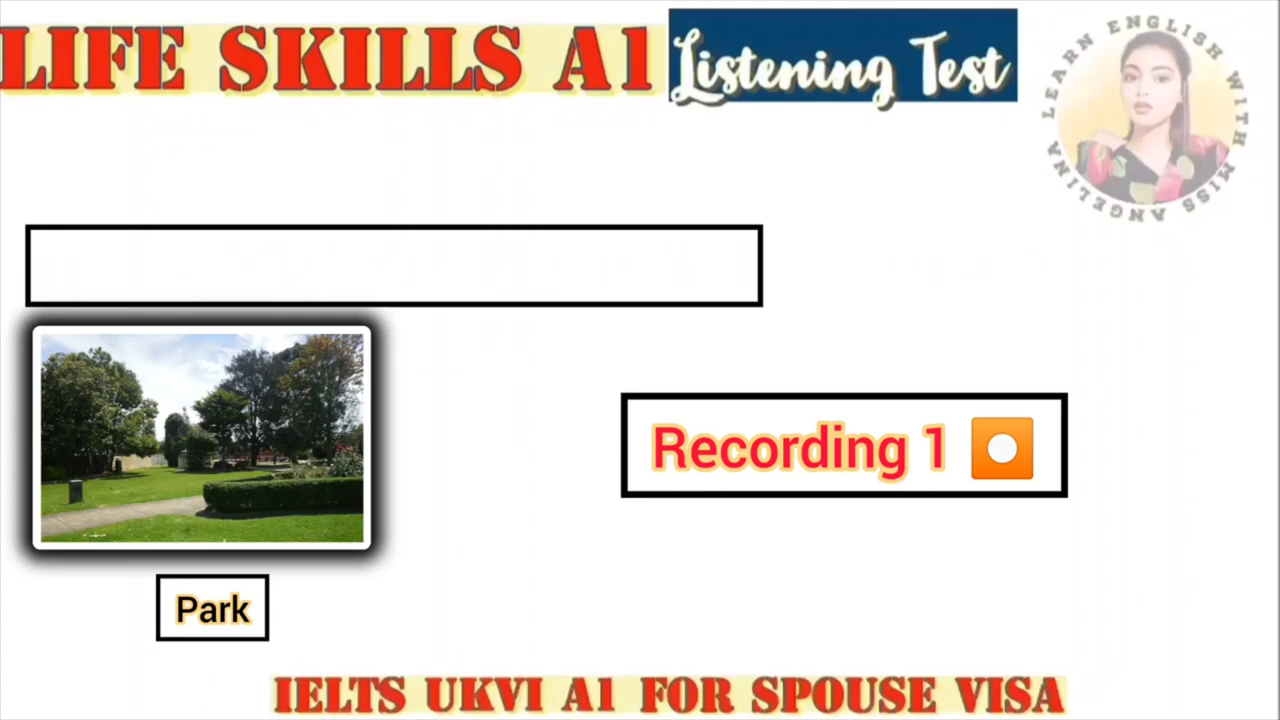 LIFE SKILLS A1 Listening Test
LEARN ENGLISH WITH MISS ANGELINA
Recording 1
Park
IELTS UKVI A1 FOR SPOUSE VISA